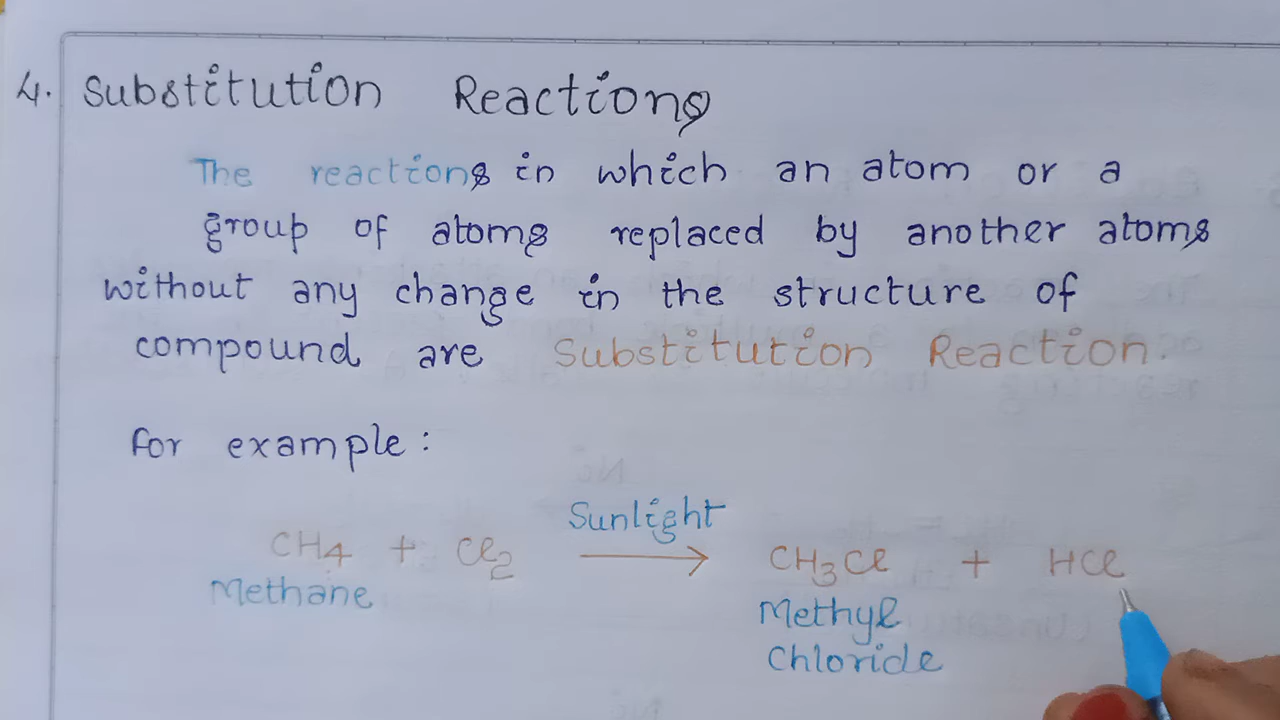 4. Substitution Reactions
The reactions in which an atom or a
group of atoms replaced by another atoms
without any change in the structure of
compound are Substitution Reaction.
For example:
Sunlight
CH4 + Cl2 → CH3Cl + HCl
Methane Methyl
Chloride